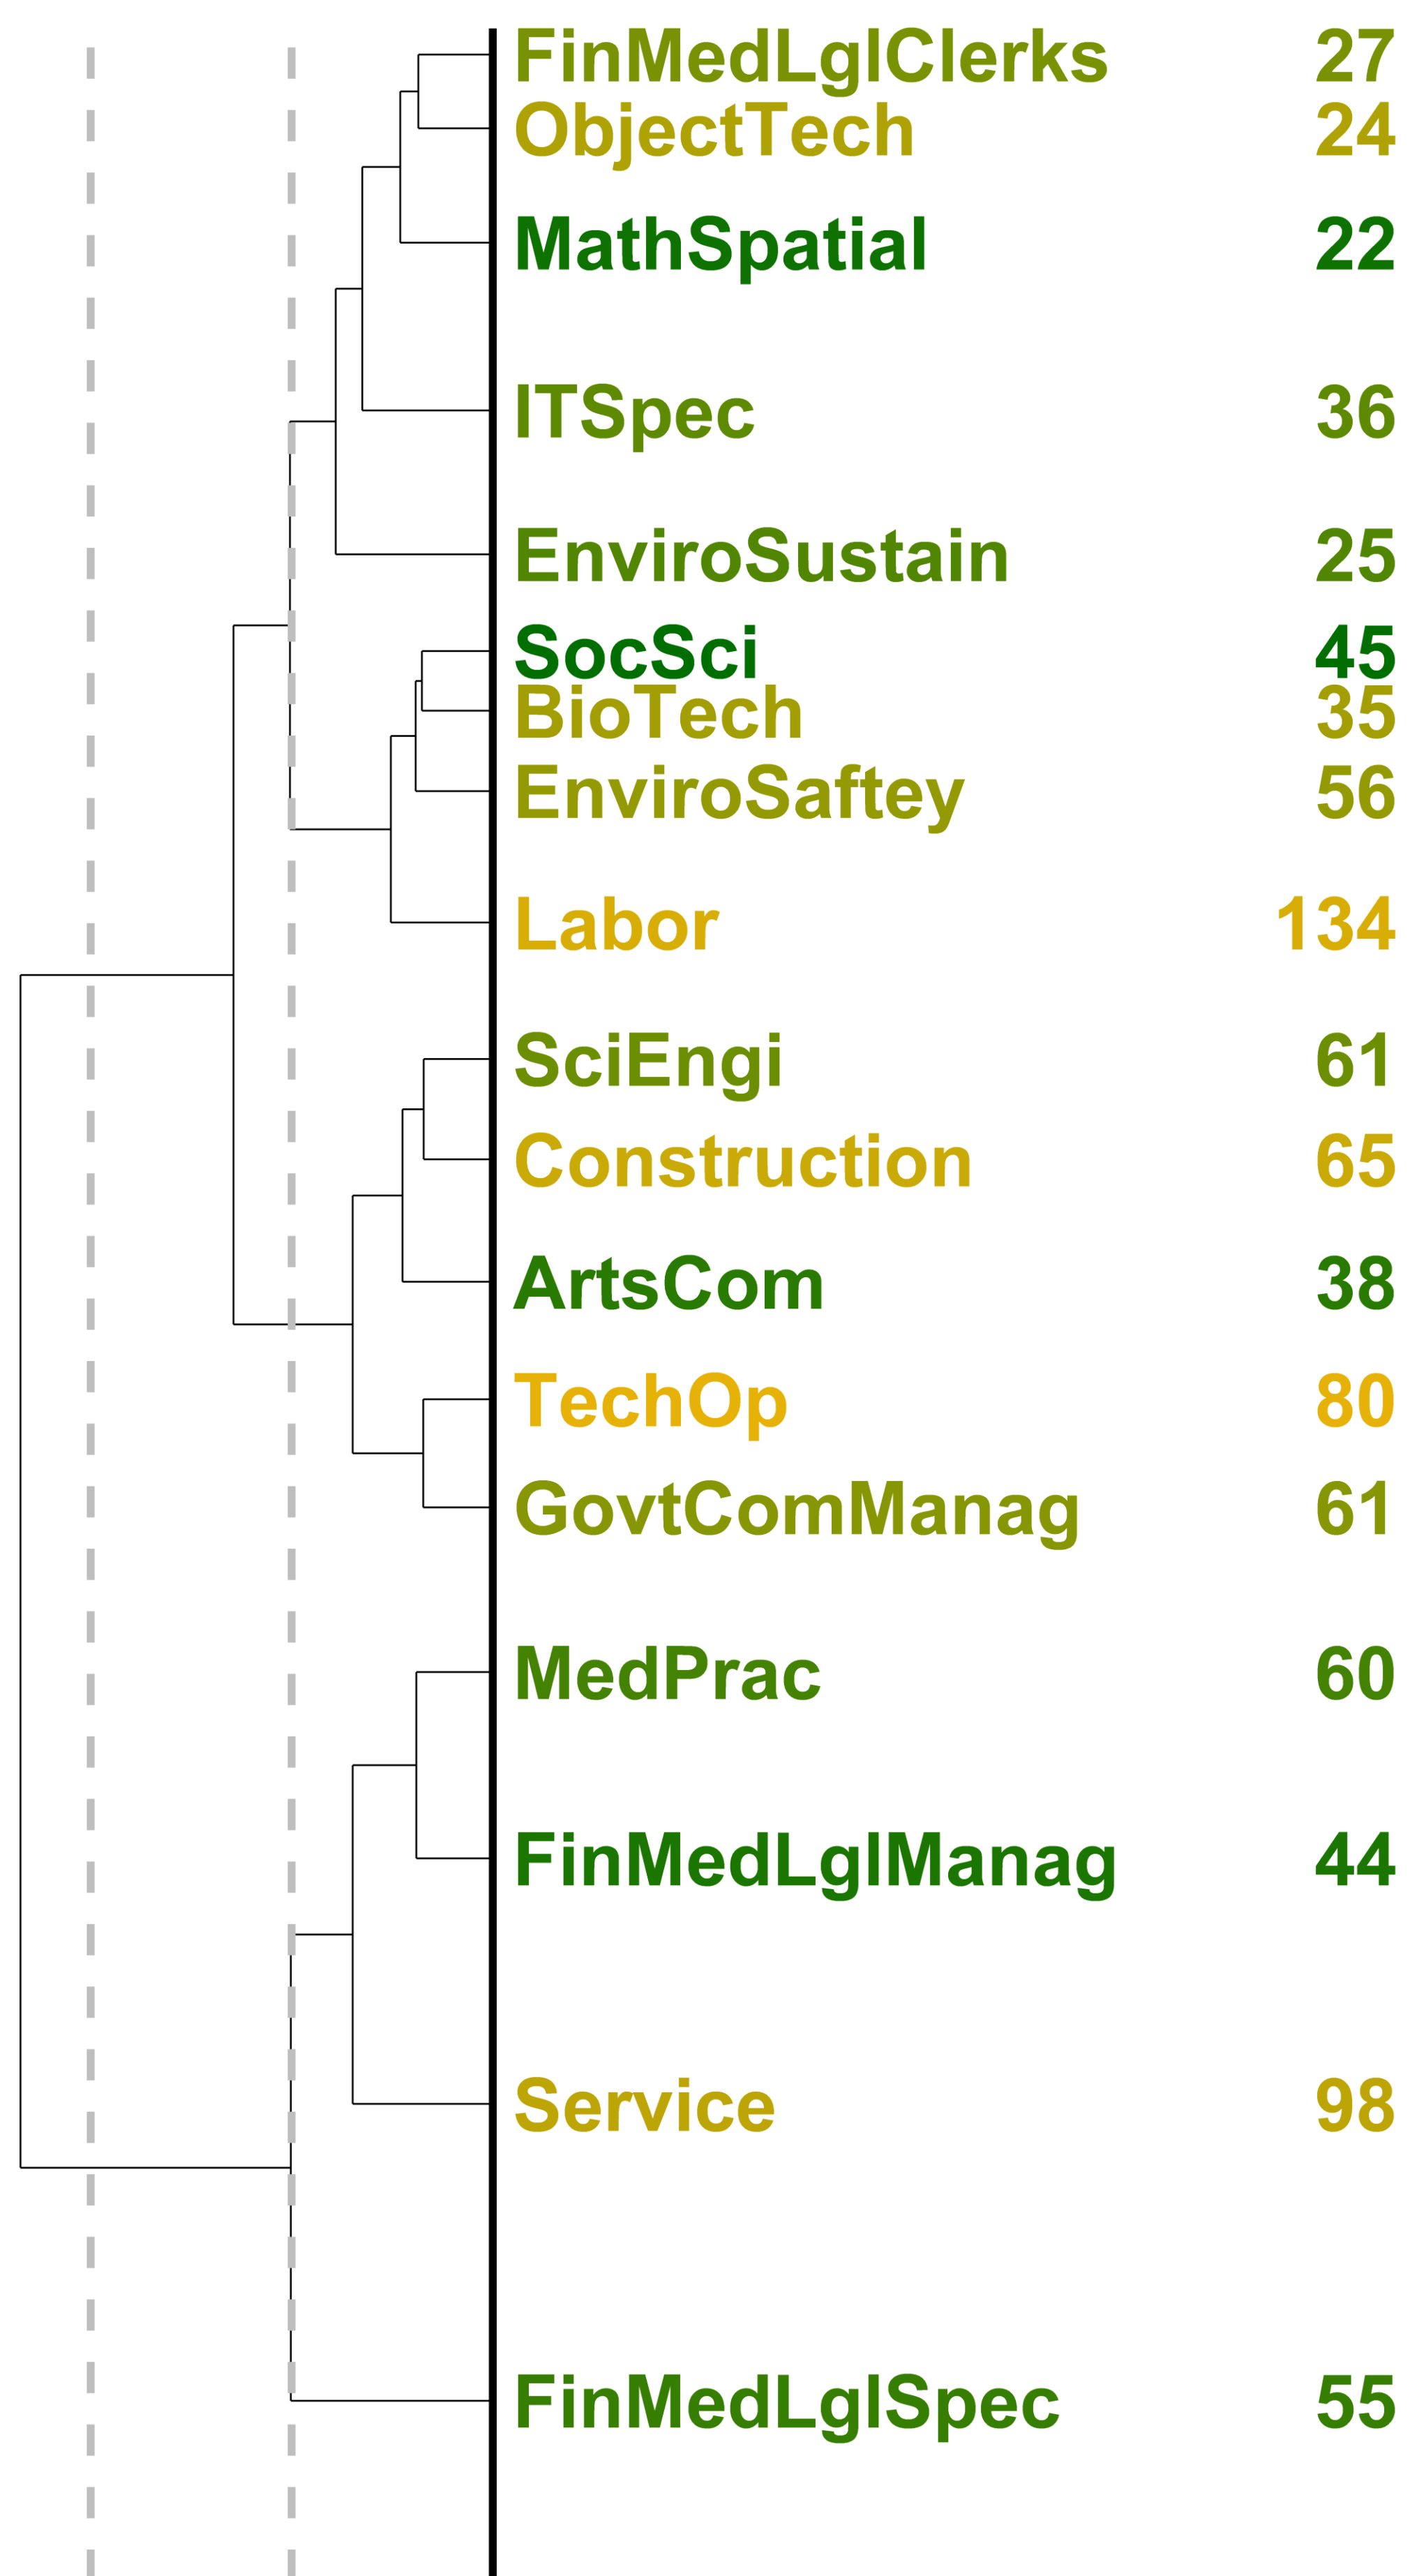 FinMedLglClerks 27
ObjectTech 24
MathSpatial 22
ITSpec 36
EnviroSustain 25
SocSci 45
BioTech 35
EnviroSaftey 56
Labor 134
SciEngi 61
Construction 65
ArtsCom 38
TechOp 80
GovtComManag 61
MedPrac 60
FinMedLglManag 44
Service 98
FinMedLglSpec 55